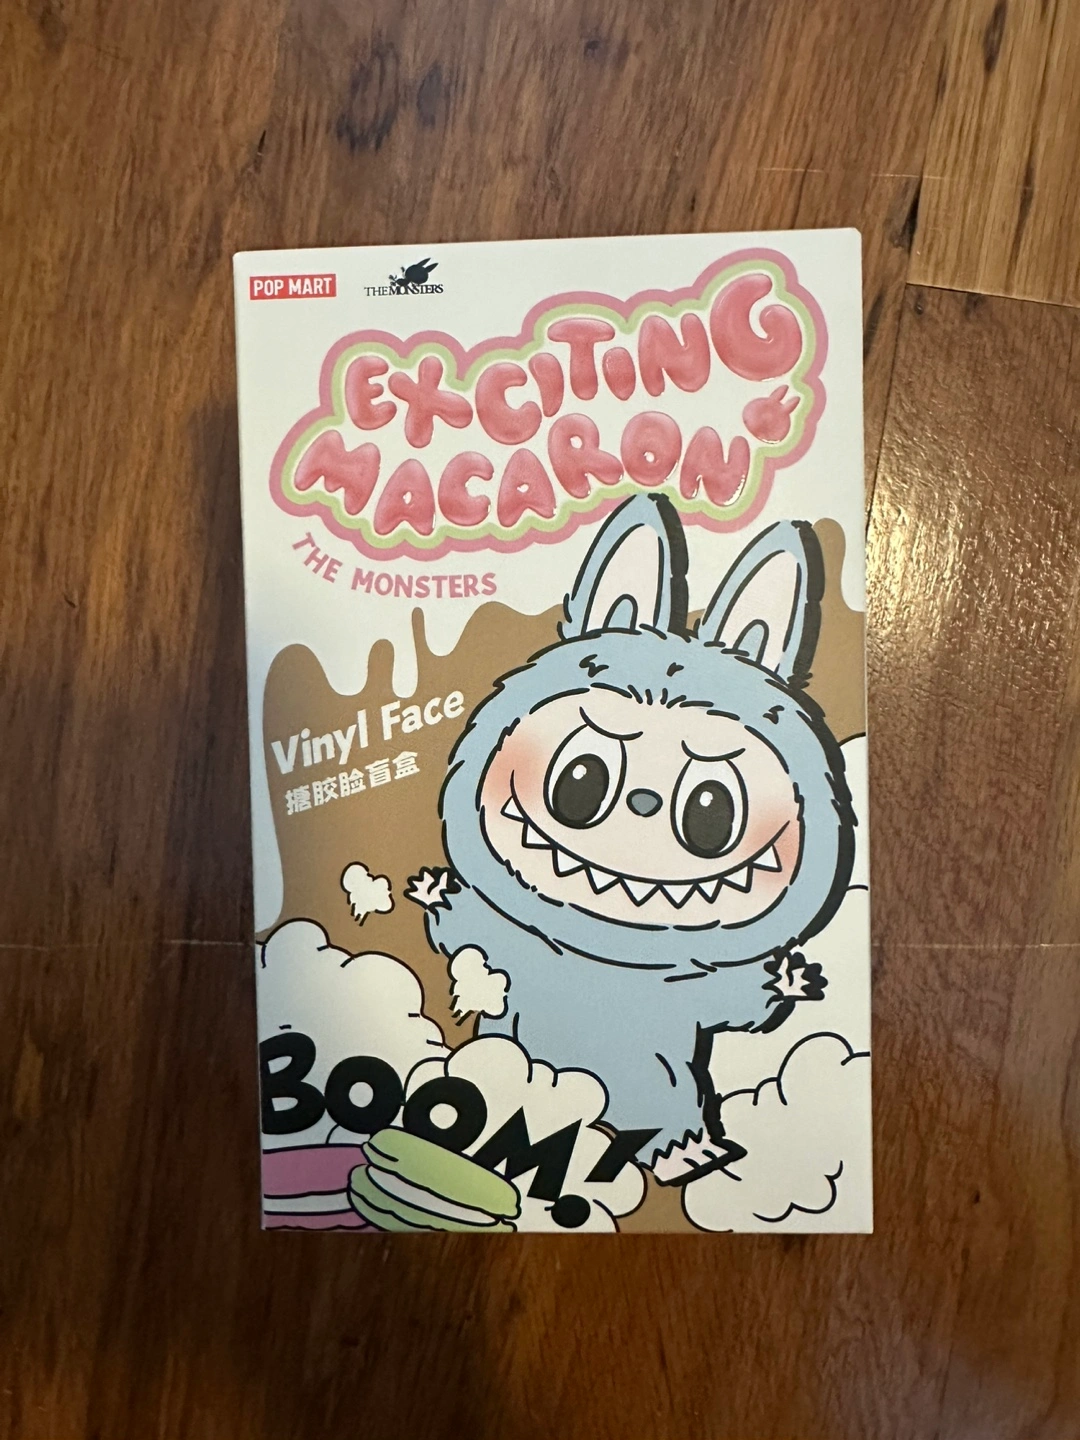 POP MART
THE MONSTERS
EXCITING
MACARON
THE MONSTERS
Vinyl Face
搪胶脸盲盒
BOOM!